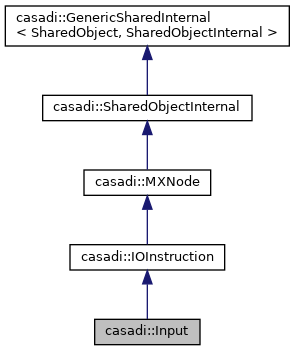 casadi::GenericSharedInternal
< SharedObject, SharedObjectInternal >
casadi::SharedObjectInternal
casadi::MXNode
casadi::IOInstruction
casadi::Input